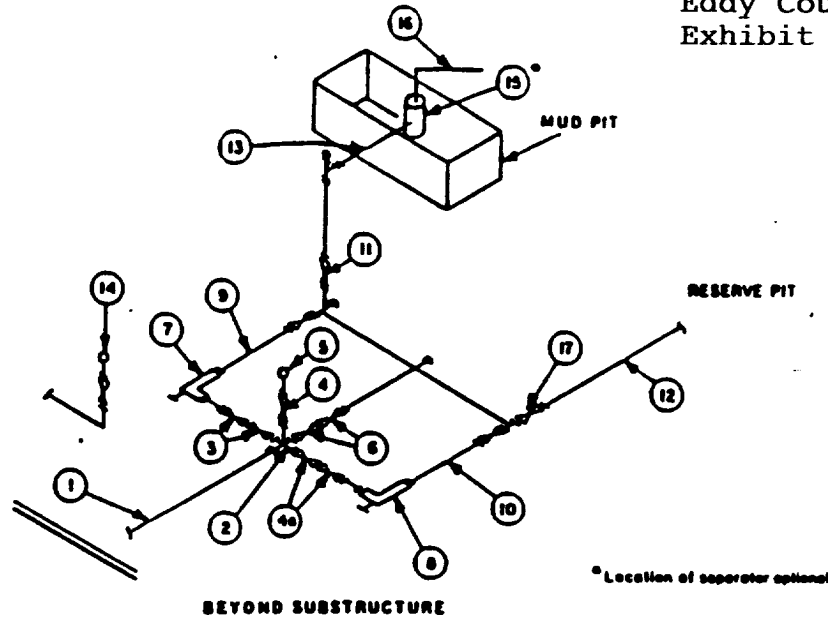 Eddy Cou
Exhibit
16
15
*
MUD PIT
13
11
14
9
RESERVE PIT
7
5
17
4
12
3
6
1
2
4a
10
8
* Location of separator optional
BEYOND SUBSTRUCTURE